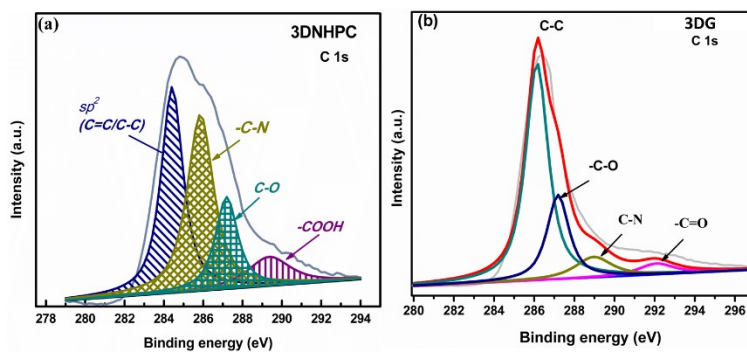 (a)
3DNHPC
C 1s
sp²
(C=C/C-C)
-C-N
C-O
-COOH
Intensity (a.u.)
278 280 282 284 286 288 290 292 294
Binding energy (eV)
(b)
C-C
3DG
C 1s
-C-O
C-N
-C=O
Intensity (a.u.)
280 282 284 286 288 290 292 294 296
Binding energy (eV)